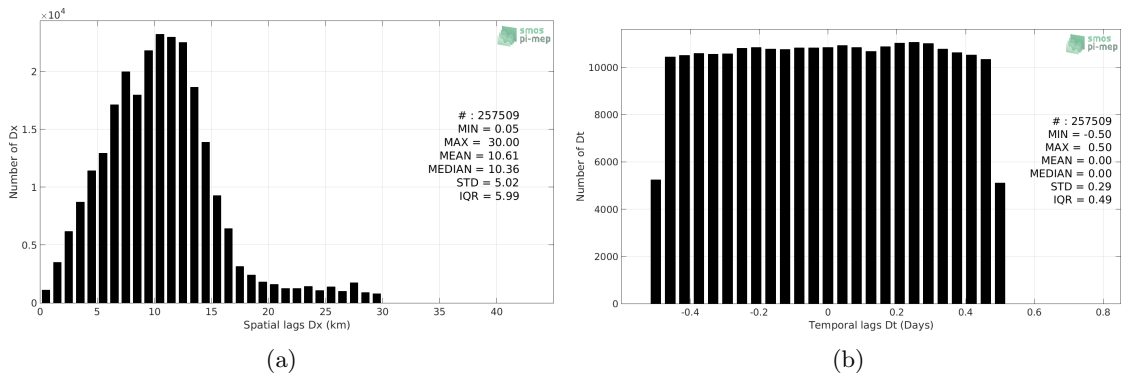 ×10⁴
2
1.5
1
0.5
0
Number of Dx
0 5 10 15 20 25 30 35 40
Spatial lags Dx (km)
smos
pi-mep
# : 257509
MIN = 0.05
MAX = 30.00
MEAN = 10.61
MEDIAN = 10.36
STD = 5.02
IQR = 5.99
(a)
10000
8000
6000
4000
2000
0
Number of Dt
-0.4 -0.2 0 0.2 0.4 0.6 0.8
Temporal lags Dt (Days)
smos
pi-mep
# : 257509
MIN = -0.50
MAX = 0.50
MEAN = 0.00
MEDIAN = 0.00
STD = 0.29
IQR = 0.49
(b)